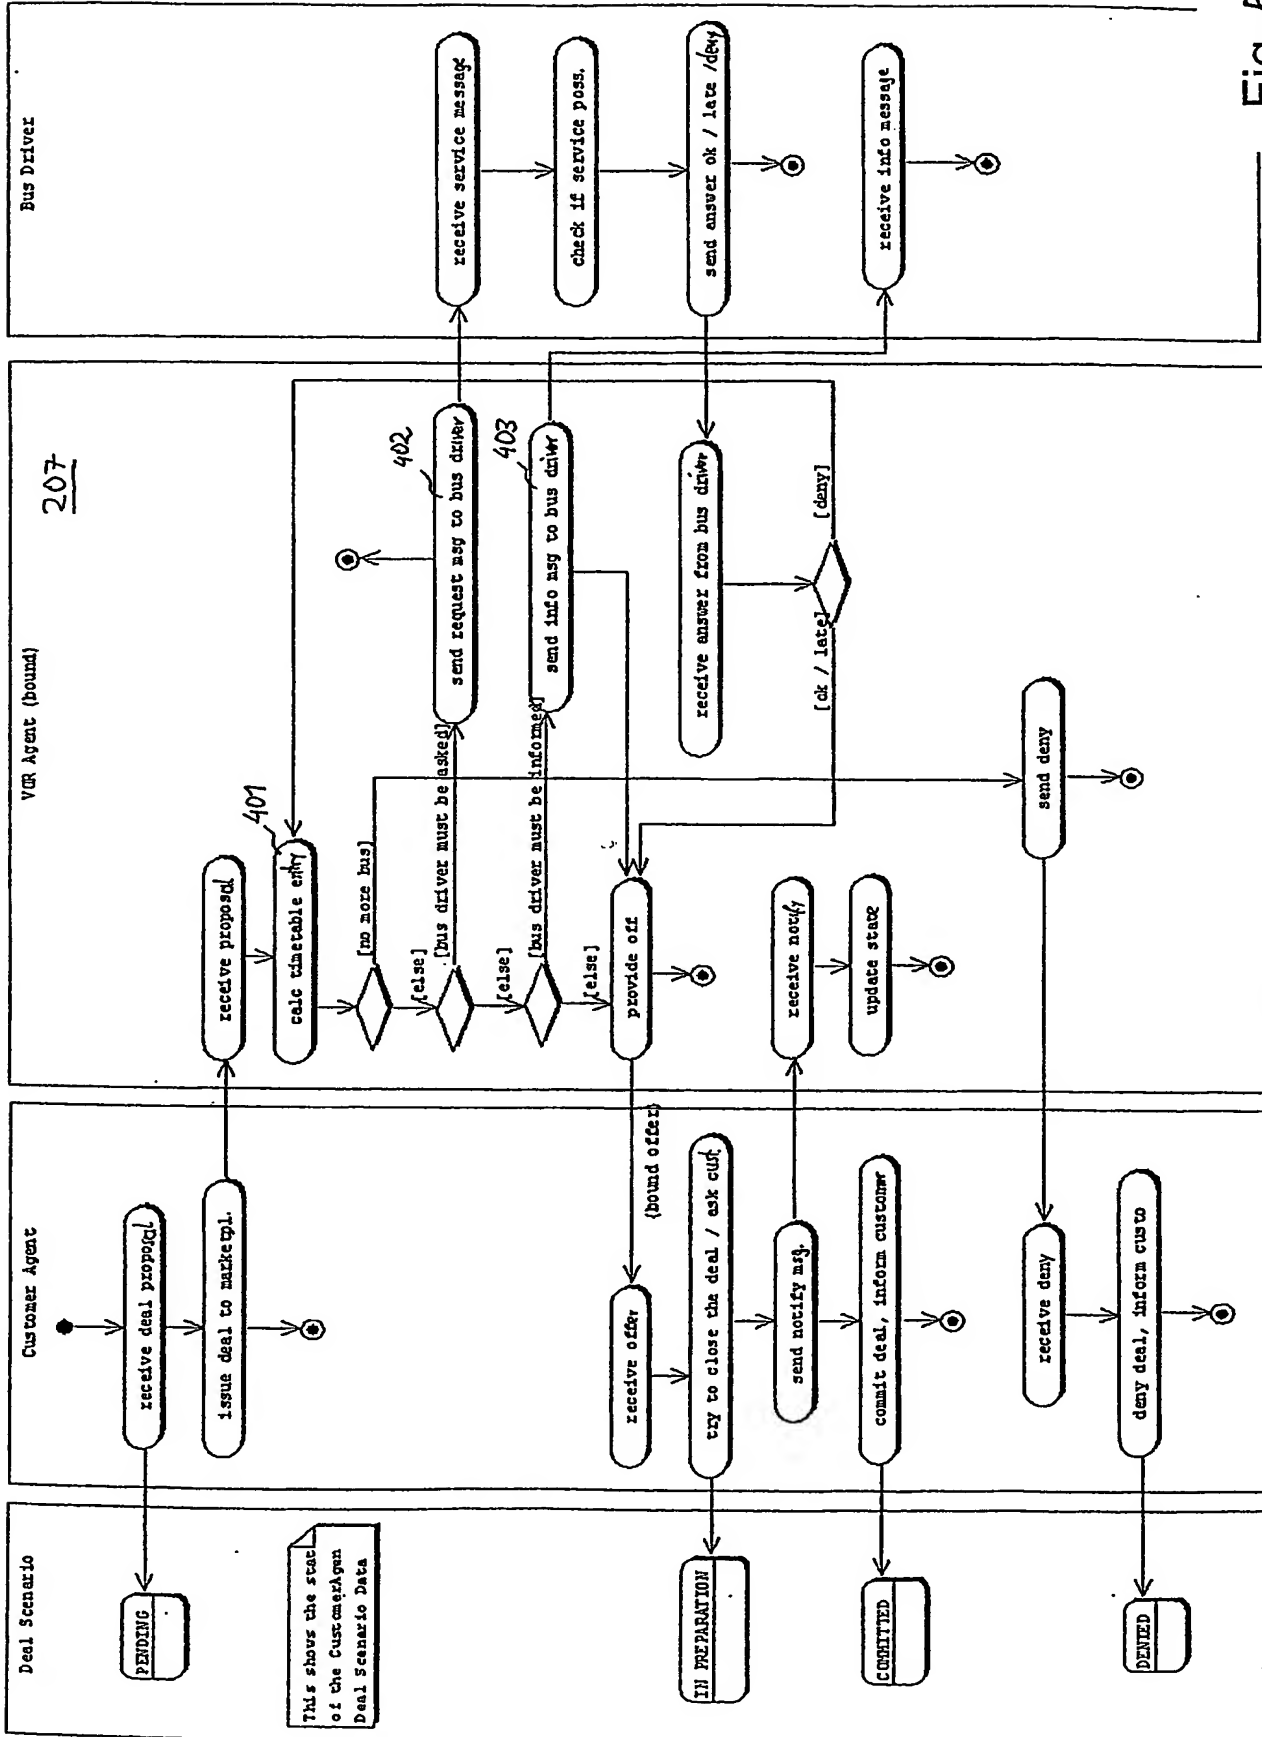 Deal Scenario
PENDING
This shows the stat
of the CustomerAgen
Deal Scenario Data
IN PREPARATION
COMMITTED
DENIED
Customer Agent
receive deal proposal
issue deal to marketpl.
receive offer
{bound offer}
try to close the deal / ask cust
send notify msg.
commit deal, inform customer
receive deny
deny deal, inform custo
207
receive proposal
401
calc timetable entry
[no more bus]
[else]
[bus driver must be asked]
402
send request msg to bus driver
[else]
[bus driver must be informed]
403
send info msg to bus driver
[else]
provide off
receive answer from bus driver
[ok / late]
[deny]
receive notify
update state
send deny
Bus Driver
receive service message
check if service poss.
send answer ok / late /deny
receive info message
Fig